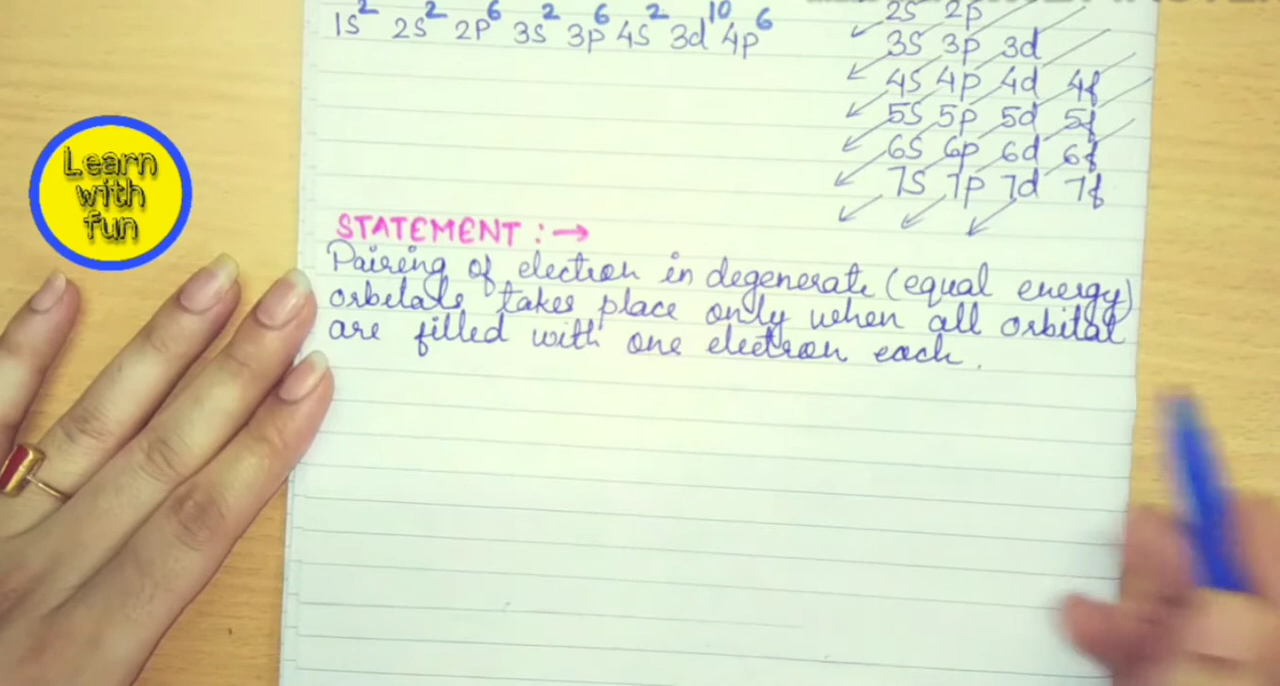 1s² 2s² 2p⁶ 3s² 3p⁶ 4s² 3d¹⁰ 4p⁶
2s 2p
3s 3p 3d
4s 4p 4d 4f
5s 5p 5d 5f
6s 6p 6d 6f
7s 7p 7d 7f
Learn
with
fun
STATEMENT :→
Pairing of electron in degenerate (equal energy)
orbitals takes place only when all orbital
are filled with one electron each.